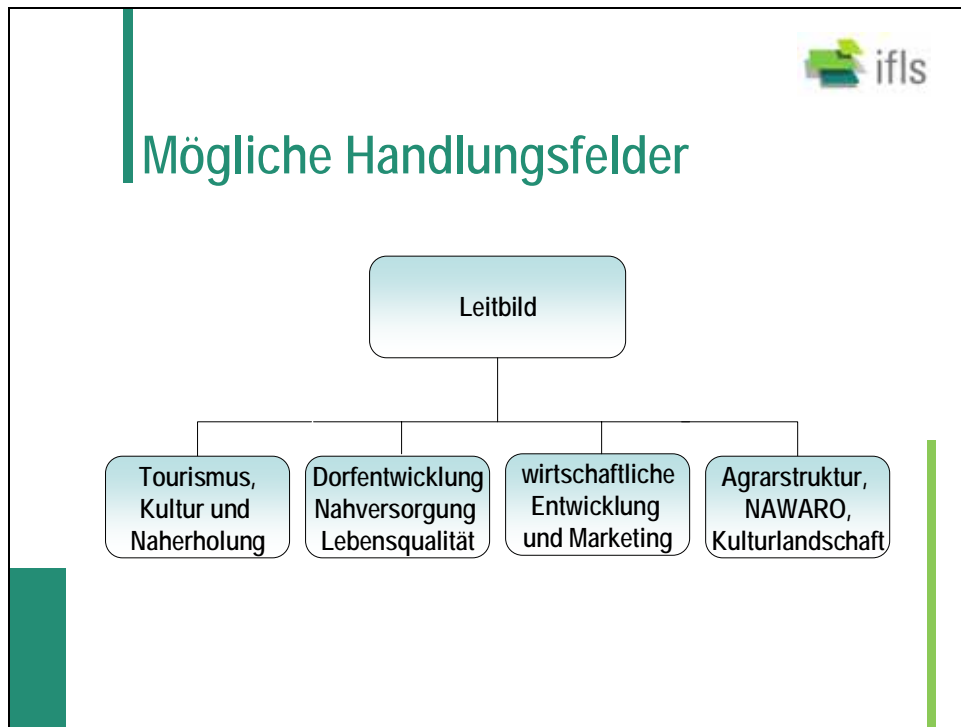 ifls
Mögliche Handlungsfelder
Leitbild
Tourismus,
Kultur und
Naherholung
Dorfentwicklung
Nahversorgung
Lebensqualität
wirtschaftliche
Entwicklung
und Marketing
Agrarstruktur,
NAWARO,
Kulturlandschaft